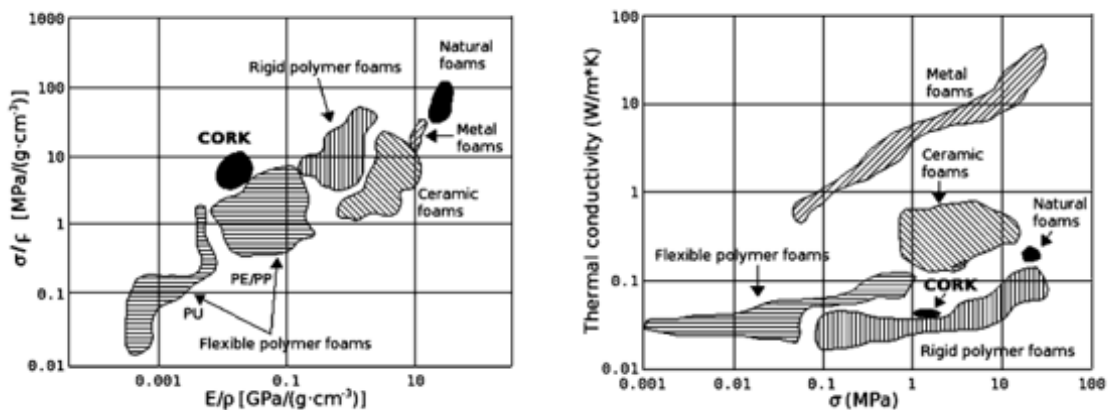 1000
100
10
1
0.1
0.01
σ/ρ [MPa/(g·cm⁻³)]
Natural
foams
Rigid polymer foams
CORK
Metal
foams
Ceramic
foams
PE/PP
PU
Flexible polymer foams
0.001 0.1 10
E/ρ [GPa/(g·cm⁻³)]
100
10
1
0.1
0.01
Thermal conductivity (W/m*K)
Metal
foams
Ceramic
foams
Natural
foams
Flexible polymer foams
CORK
Rigid polymer foams
0.001 0.01 0.1 1 10 100
σ (MPa)